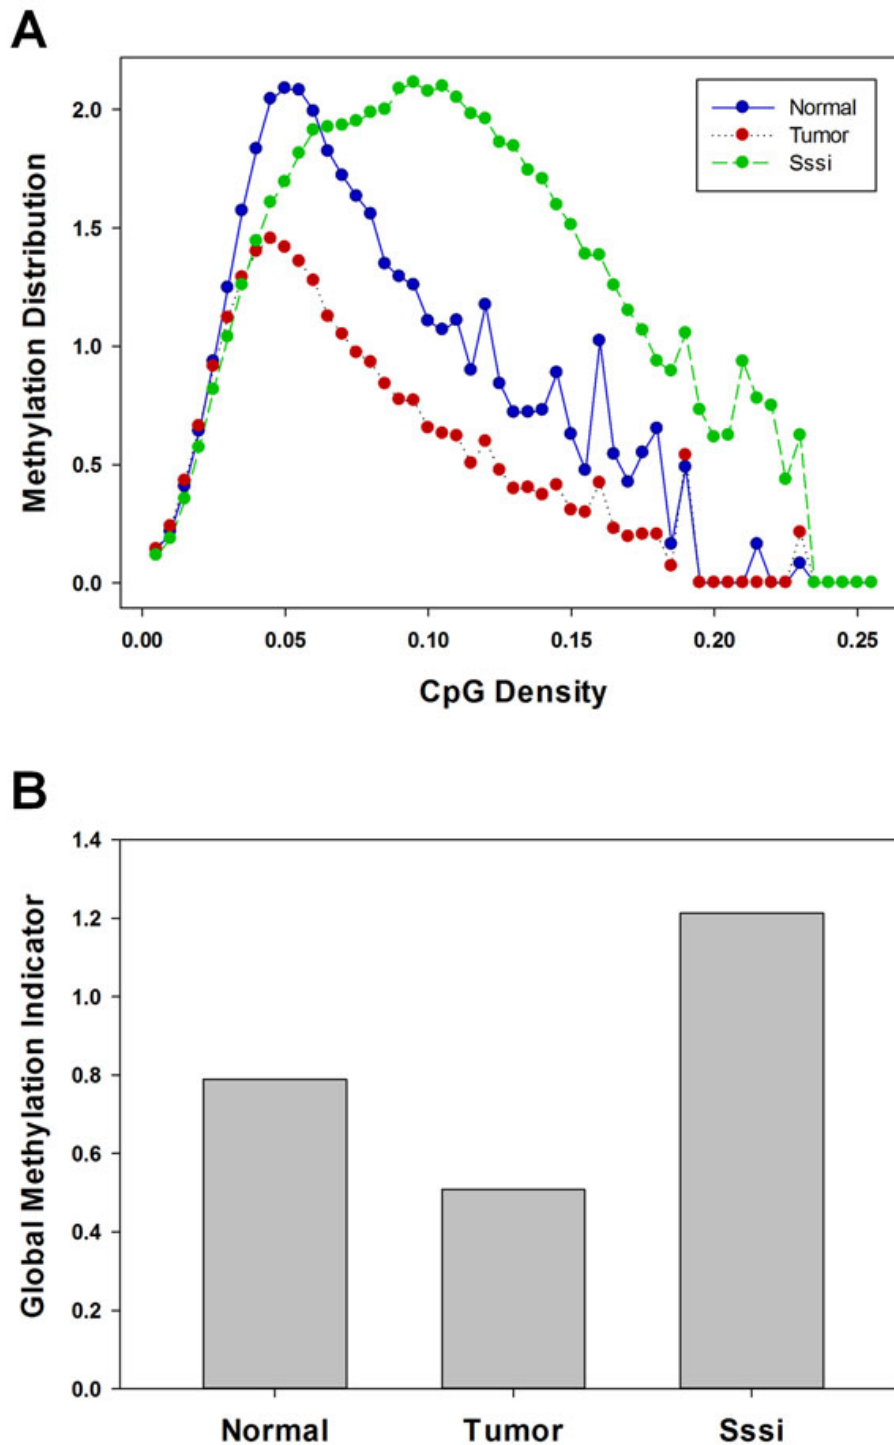 A
Methylation Distribution
2.0
1.5
1.0
0.5
0.0
Normal
Tumor
Sssi
0.00 0.05 0.10 0.15 0.20 0.25
CpG Density
B
Global Methylation Indicator
1.4
1.2
1.0
0.8
0.6
0.4
0.2
0.0
Normal Tumor Sssi